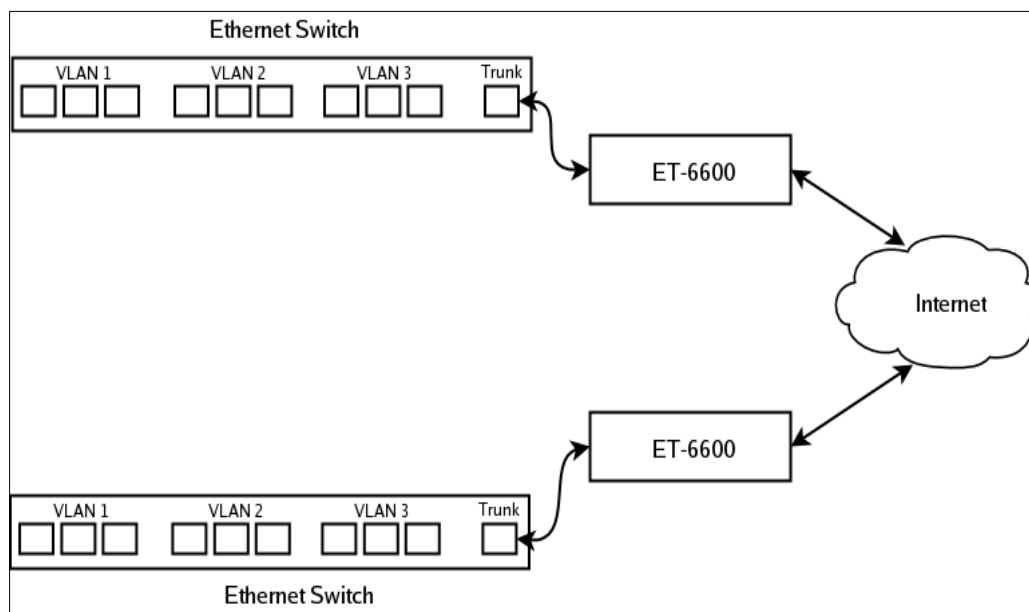 Ethernet Switch
VLAN 1 VLAN 2 VLAN 3 Trunk
ET-6600
Internet
ET-6600
VLAN 1 VLAN 2 VLAN 3 Trunk
Ethernet Switch